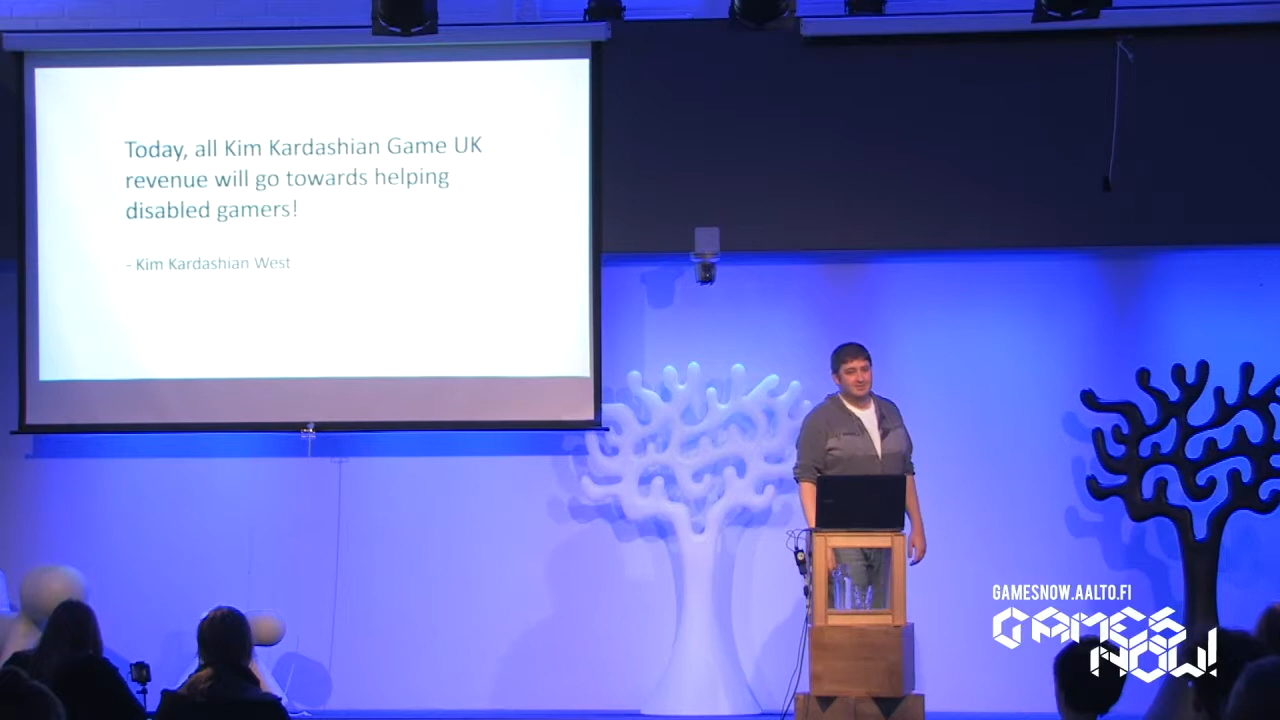 Today, all Kim Kardashian Game UK
revenue will go towards helping
disabled gamers!
- Kim Kardashian West
GAMESNOW.AALTO.FI
GAMES
NOW!